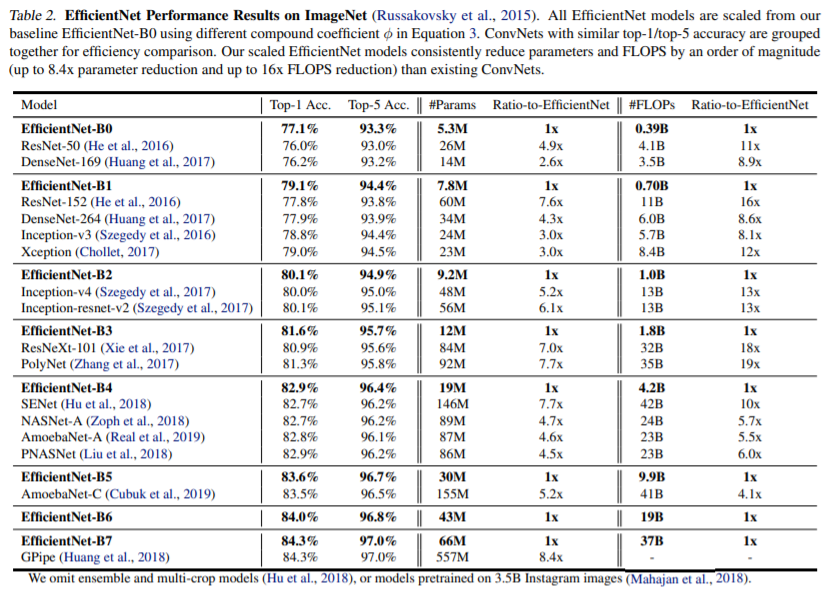 Table 2. EfficientNet Performance Results on ImageNet (Russakovsky et al., 2015). All EfficientNet models are scaled from our
baseline EfficientNet-B0 using different compound coefficient ϕ in Equation 3. ConvNets with similar top-1/top-5 accuracy are grouped
together for efficiency comparison. Our scaled EfficientNet models consistently reduce parameters and FLOPS by an order of magnitude
(up to 8.4x parameter reduction and up to 16x FLOPS reduction) than existing ConvNets.
Model Top-1 Acc. Top-5 Acc. #Params Ratio-to-EfficientNet #FLOPs Ratio-to-EfficientNet
EfficientNet-B0 77.1% 93.3% 5.3M 1x 0.39B 1x
ResNet-50 (He et al., 2016) 76.0% 93.0% 26M 4.9x 4.1B 11x
DenseNet-169 (Huang et al., 2017) 76.2% 93.2% 14M 2.6x 3.5B 8.9x
EfficientNet-B1 79.1% 94.4% 7.8M 1x 0.70B 1x
ResNet-152 (He et al., 2016) 77.8% 93.8% 60M 7.6x 11B 16x
DenseNet-264 (Huang et al., 2017) 77.9% 93.9% 34M 4.3x 6.0B 8.6x
Inception-v3 (Szegedy et al., 2016) 78.8% 94.4% 24M 3.0x 5.7B 8.1x
Xception (Chollet, 2017) 79.0% 94.5% 23M 3.0x 8.4B 12x
EfficientNet-B2 80.1% 94.9% 9.2M 1x 1.0B 1x
Inception-v4 (Szegedy et al., 2017) 80.0% 95.0% 48M 5.2x 13B 13x
Inception-resnet-v2 (Szegedy et al., 2017) 80.1% 95.1% 56M 6.1x 13B 13x
EfficientNet-B3 81.6% 95.7% 12M 1x 1.8B 1x
ResNeXt-101 (Xie et al., 2017) 80.9% 95.6% 84M 7.0x 32B 18x
PolyNet (Zhang et al., 2017) 81.3% 95.8% 92M 7.7x 35B 19x
EfficientNet-B4 82.9% 96.4% 19M 1x 4.2B 1x
SENet (Hu et al., 2018) 82.7% 96.2% 146M 7.7x 42B 10x
NASNet-A (Zoph et al., 2018) 82.7% 96.2% 89M 4.7x 24B 5.7x
AmoebaNet-A (Real et al., 2019) 82.8% 96.1% 87M 4.6x 23B 5.5x
PNASNet (Liu et al., 2018) 82.9% 96.2% 86M 4.5x 23B 6.0x
EfficientNet-B5 83.6% 96.7% 30M 1x 9.9B 1x
AmoebaNet-C (Cubuk et al., 2019) 83.5% 96.5% 155M 5.2x 41B 4.1x
EfficientNet-B6 84.0% 96.8% 43M 1x 19B 1x
EfficientNet-B7 84.3% 97.0% 66M 1x 37B 1x
GPipe (Huang et al., 2018) 84.3% 97.0% 557M 8.4x - -
We omit ensemble and multi-crop models (Hu et al., 2018), or models pretrained on 3.5B Instagram images (Mahajan et al., 2018).